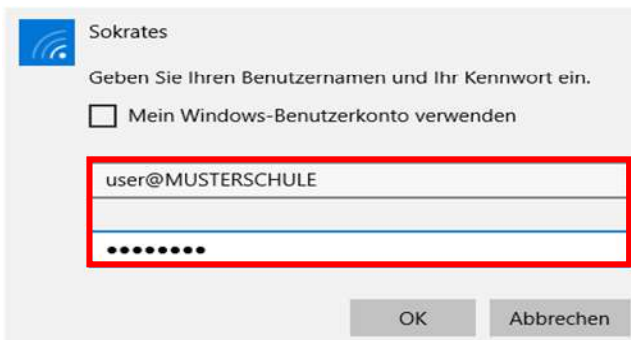 Sokrates
Geben Sie Ihren Benutzernamen und Ihr Kennwort ein.
Mein Windows-Benutzerkonto verwenden
user@MUSTERSCHULE
••••••••
OK Abbrechen